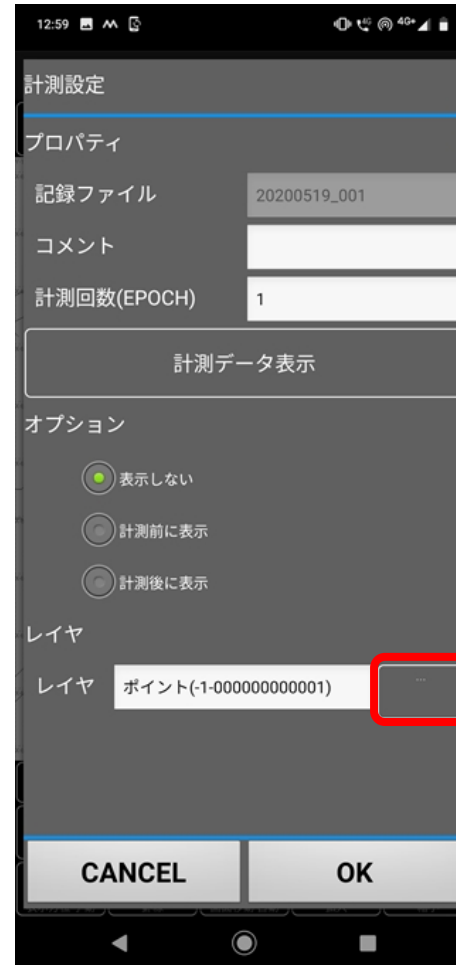 12:59 4G 4G+
計測設定
プロパティ
記録ファイル 20200519_001
コメント
計測回数(EPOCH) 1
計測データ表示
オプション
表示しない
計測前に表示
計測後に表示
レイヤ
レイヤ ポイント(-1-000000000001) ...
CANCEL OK